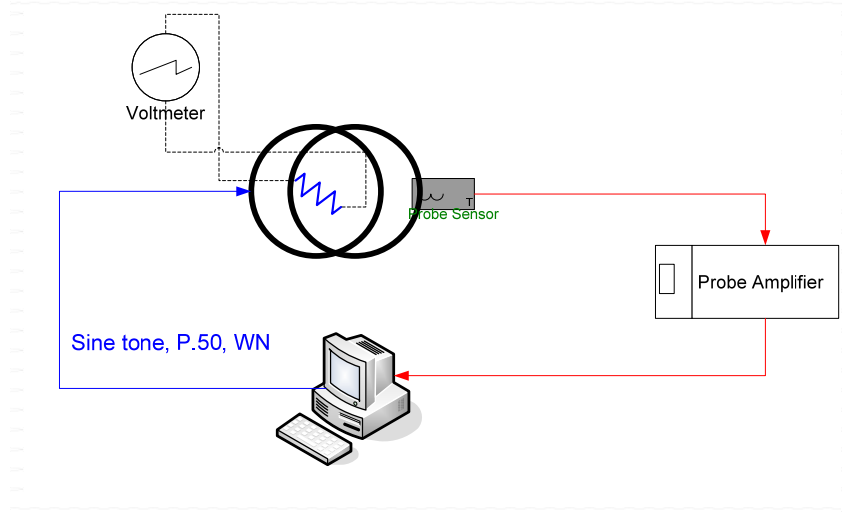 Voltmeter
T
Probe Sensor
Probe Amplifier
Sine tone, P.50, WN